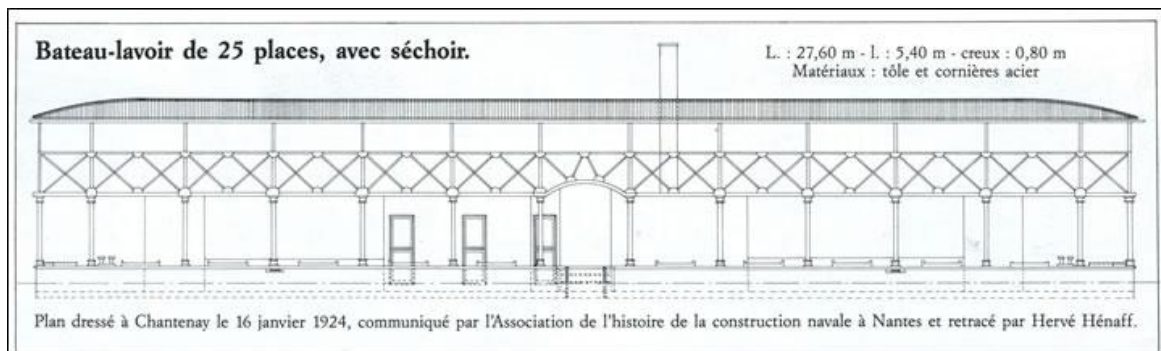 Bateau-lavoir de 25 places, avec séchoir.
L. : 27,60 m - l. : 5,40 m - creux : 0,80 m
Matériaux : tôle et cornières acier
Plan dressé à Chantenay le 16 janvier 1924, communiqué par l'Association de l'histoire de la construction navale à Nantes et retracé par Hervé Hénaff.